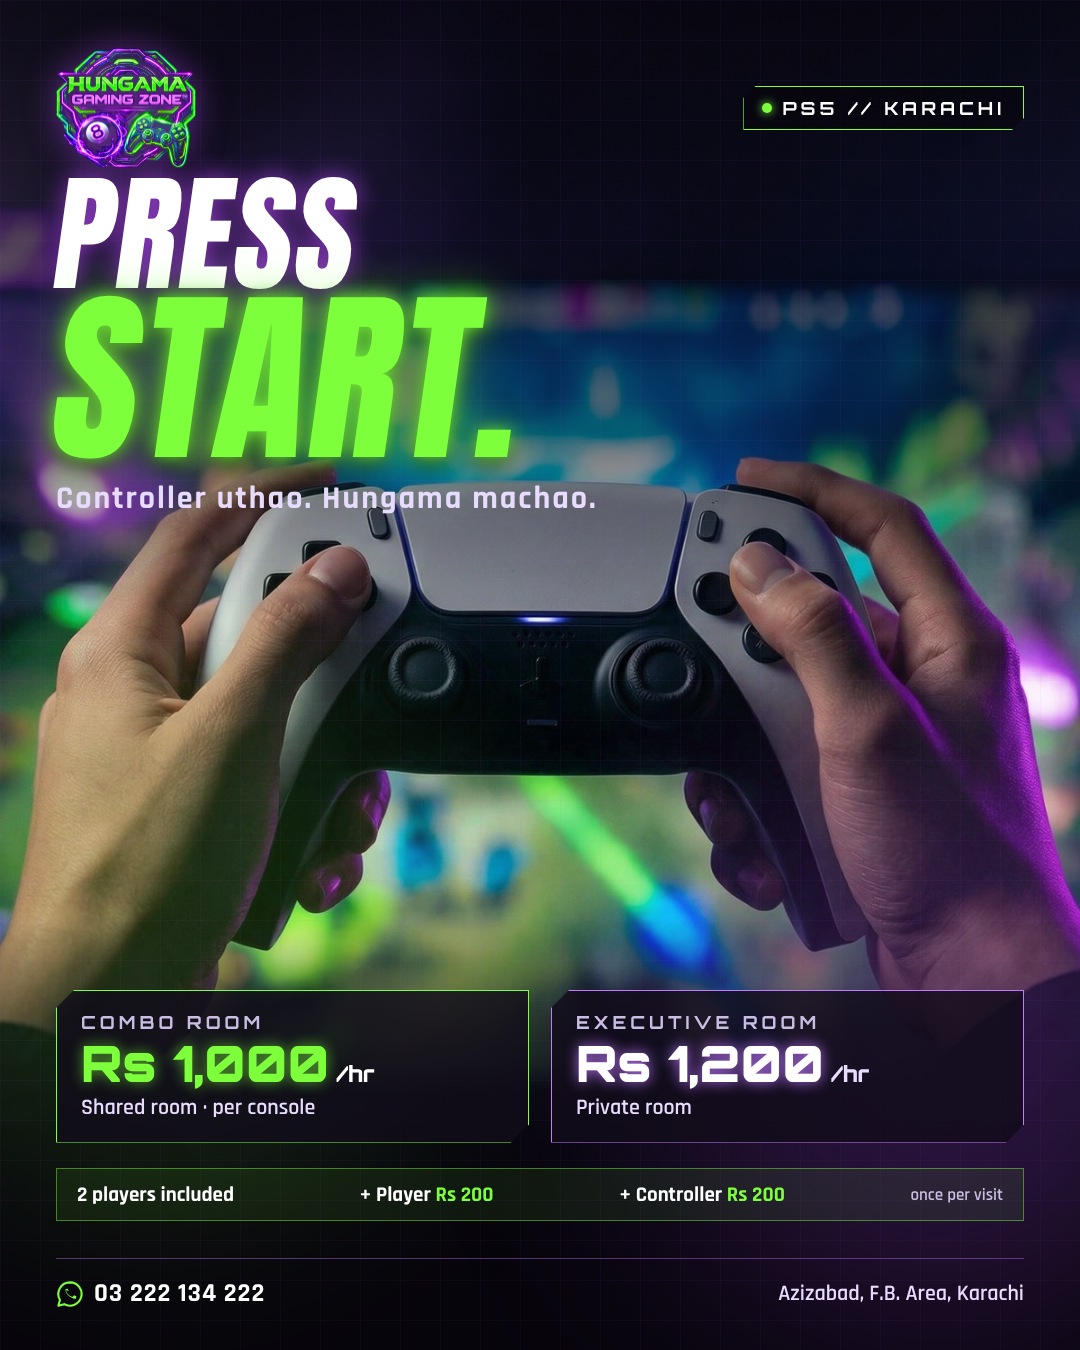 HUNGAMA
GAMING ZONE
8
PS5 // KARACHI
PRESS
START.
Controller uthao. Hungama machao.
COMBO ROOM
Rs 1,000 /hr
Shared room · per console
EXECUTIVE ROOM
Rs 1,200 /hr
Private room
2 players included + Player Rs 200 + Controller Rs 200 once per visit
03 222 134 222
Azizabad, F.B. Area, Karachi